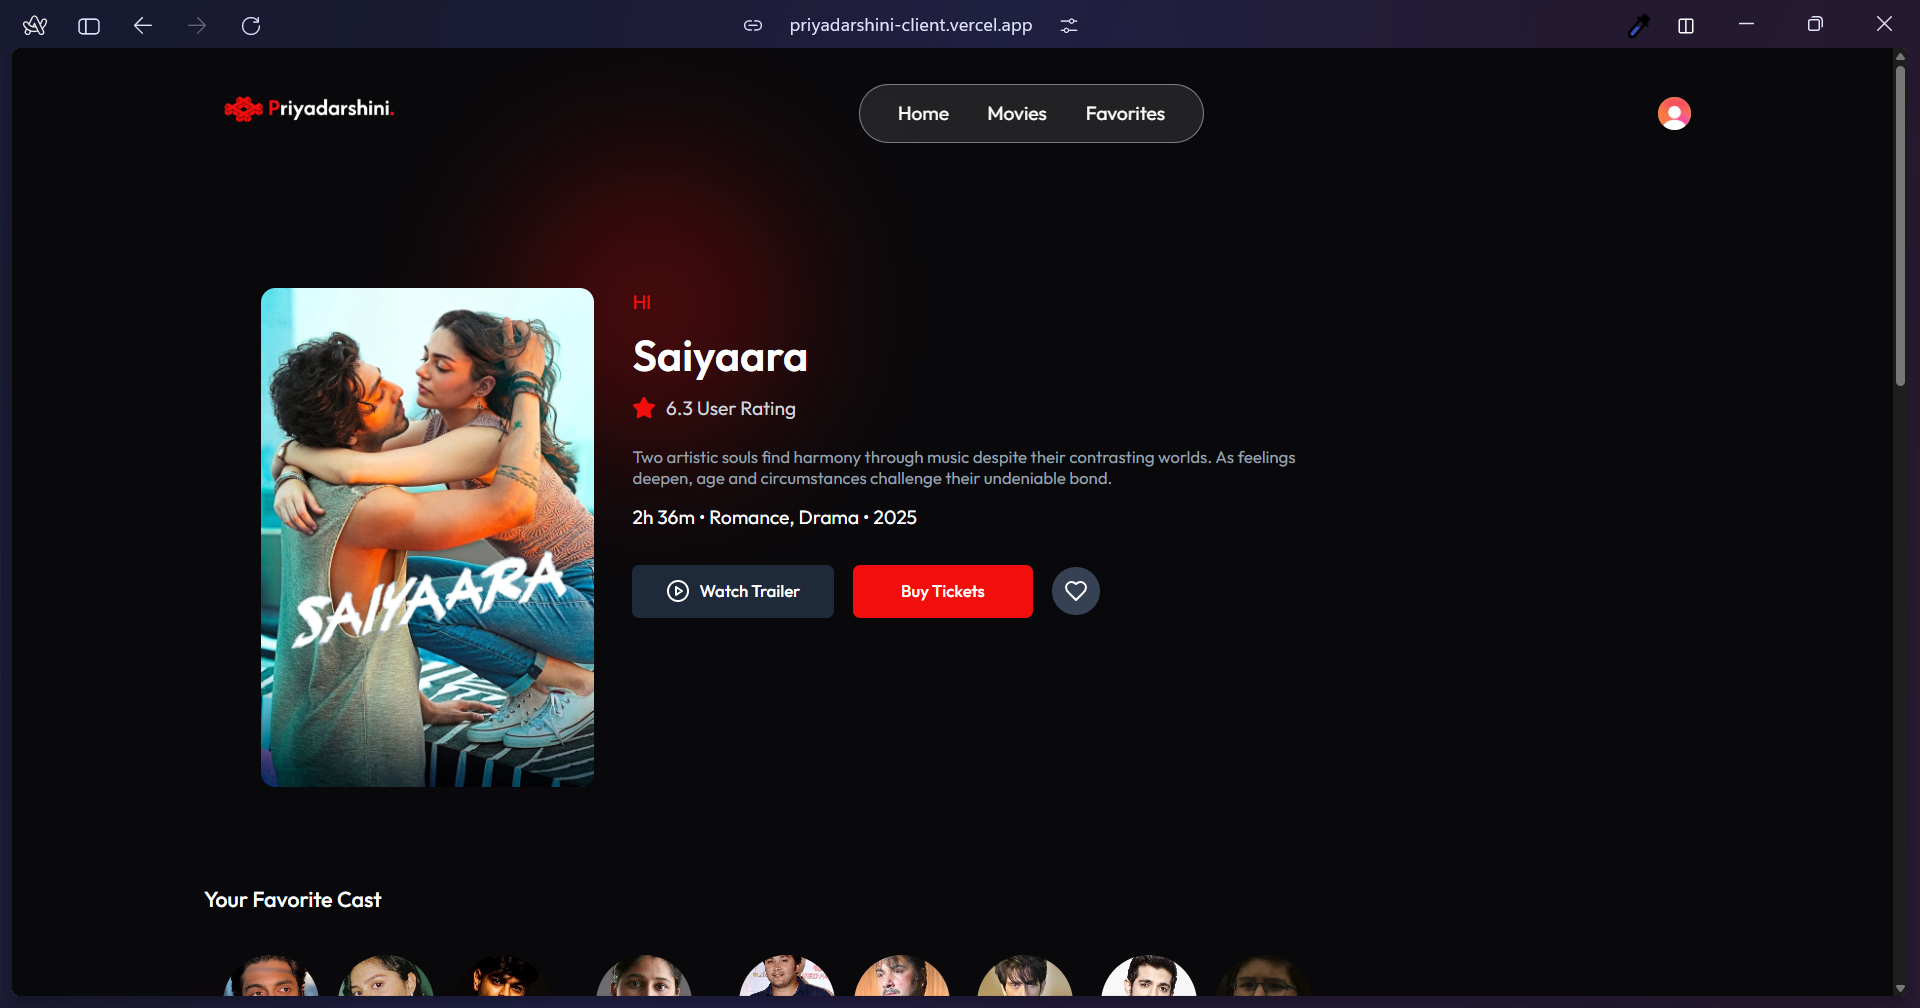 priyadarshini-client.vercel.app
Priyadarshini.
Home Movies Favorites
HI
Saiyaara
6.3 User Rating
Two artistic souls find harmony through music despite their contrasting worlds. As feelings
deepen, age and circumstances challenge their undeniable bond.
2h 36m • Romance, Drama • 2025
Watch Trailer Buy Tickets
SAIYAARA
Your Favorite Cast